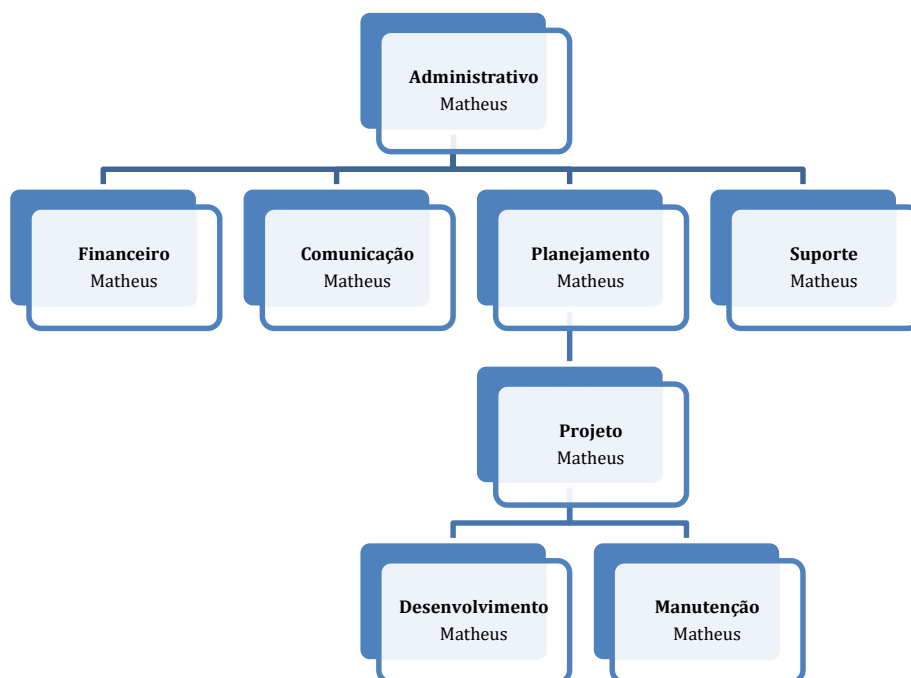 Administrativo
Matheus
Financeiro
Matheus
Comunicação
Matheus
Planejamento
Matheus
Suporte
Matheus
Projeto
Matheus
Desenvolvimento
Matheus
Manutenção
Matheus